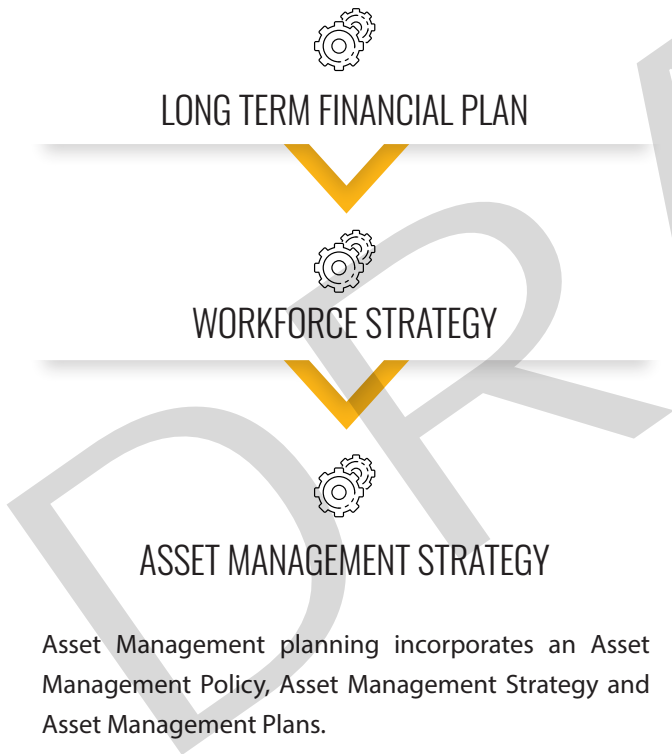 LONG TERM FINANCIAL PLAN
WORKFORCE STRATEGY
ASSET MANAGEMENT STRATEGY
Asset Management planning incorporates an Asset
Management Policy, Asset Management Strategy and
Asset Management Plans.